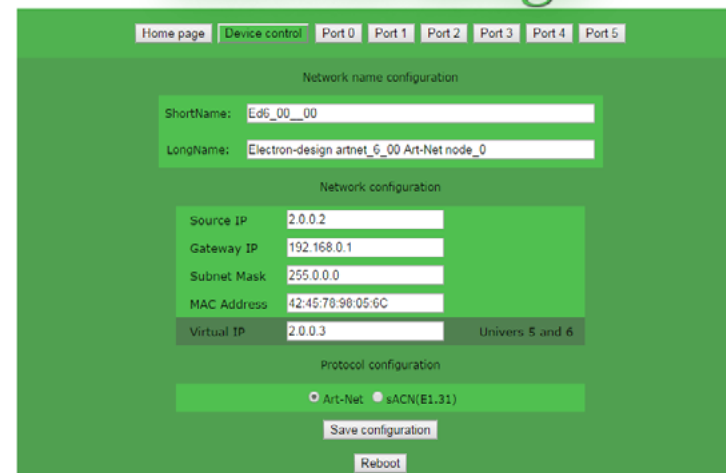 Home page Device control Port 0 Port 1 Port 2 Port 3 Port 4 Port 5
Network name configuration
ShortName: Ed6_00__00
LongName: Electron-design artnet_6_00 Art-Net node_0
Network configuration
Source IP 2.0.0.2
Gateway IP 192.168.0.1
Subnet Mask 255.0.0.0
MAC Address 42:45:78:98:05:6C
Virtual IP 2.0.0.3 Univers 5 and 6
Protocol configuration
Art-Net sACN(E1.31)
Save configuration
Reboot